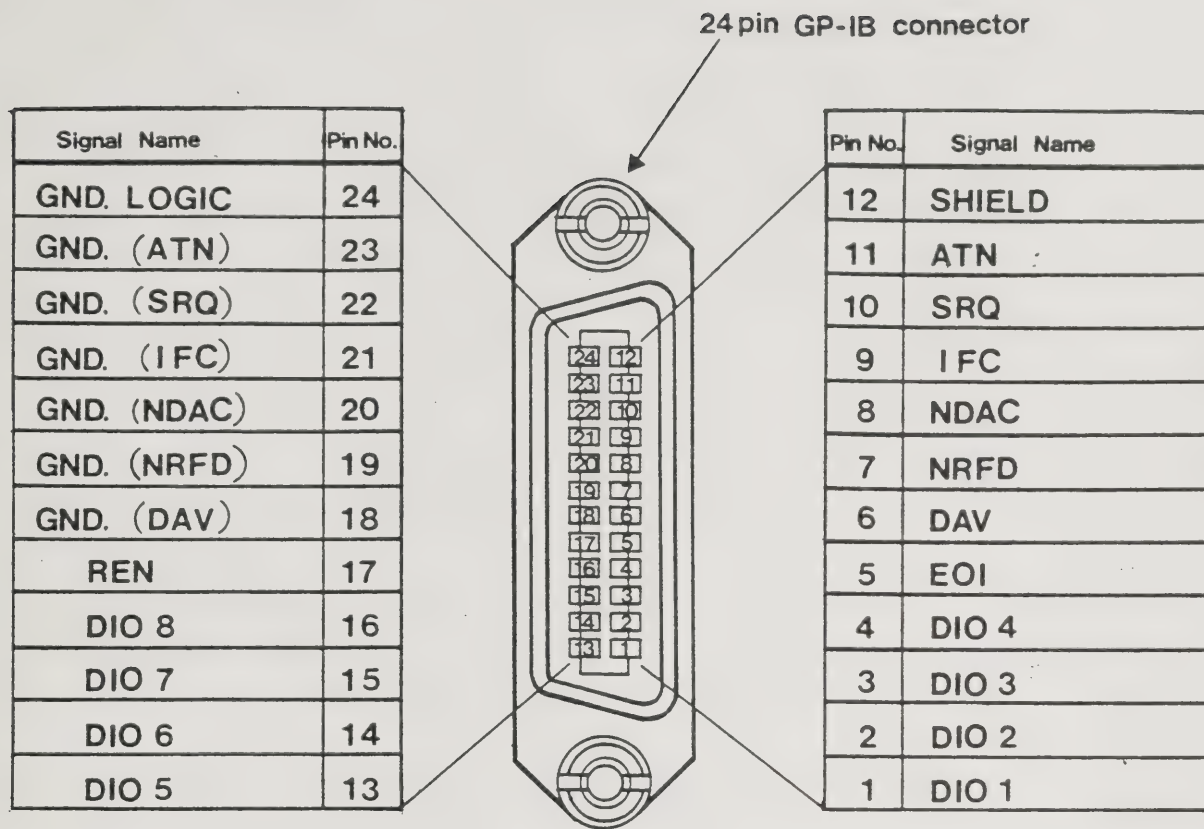 24 pin GP-IB connector
Signal Name Pin No.
GND. LOGIC 24
GND. (ATN) 23
GND. (SRQ) 22
GND. (IFC) 21
GND. (NDAC) 20
GND. (NRFD) 19
GND. (DAV) 18
REN 17
DIO 8 16
DIO 7 15
DIO 6 14
DIO 5 13
24 12
23 11
22 10
21 9
20 8
19 7
18 6
17 5
16 4
15 3
14 2
13 1
Pin No. Signal Name
12 SHIELD
11 ATN
10 SRQ
9 IFC
8 NDAC
7 NRFD
6 DAV
5 EOI
4 DIO 4
3 DIO 3
2 DIO 2
1 DIO 1